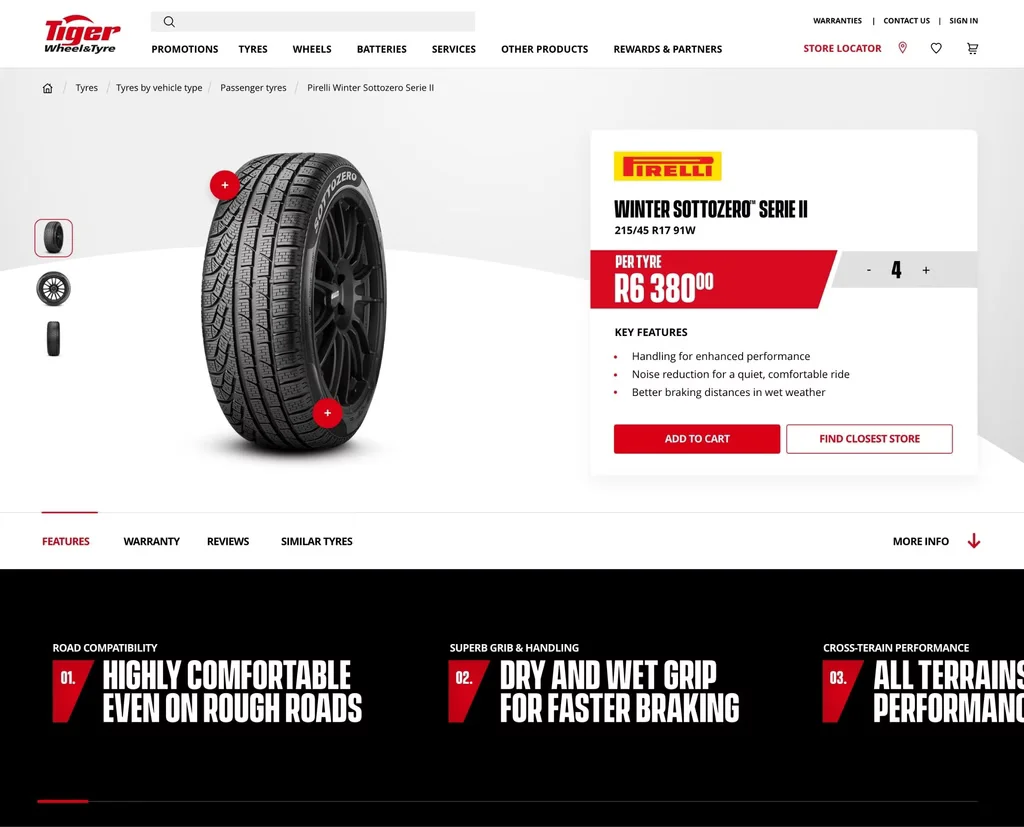 Tiger
Wheel&Tyre
WARRANTIES | CONTACT US | SIGN IN
PROMOTIONS TYRES WHEELS BATTERIES SERVICES OTHER PRODUCTS REWARDS & PARTNERS
STORE LOCATOR
/ Tyres / Tyres by vehicle type / Passenger tyres / Pirelli Winter Sottozero Serie II
SOTTOZERO
+
+
PIRELLI
WINTER SOTTOZERO™ SERIE II
215/45 R17 91W
PER TYRE
R6 38000
- 4 +
KEY FEATURES
• Handling for enhanced performance
• Noise reduction for a quiet, comfortable ride
• Better braking distances in wet weather
ADD TO CART
FIND CLOSEST STORE
FEATURES WARRANTY REVIEWS SIMILAR TYRES
MORE INFO
ROAD COMPATIBILITY
01.
HIGHLY COMFORTABLE
EVEN ON ROUGH ROADS
SUPERB GRIB & HANDLING
02.
DRY AND WET GRIP
FOR FASTER BRAKING
CROSS-TERAIN PERFORMANCE
03.
ALL TERRAINS
PERFORMANC